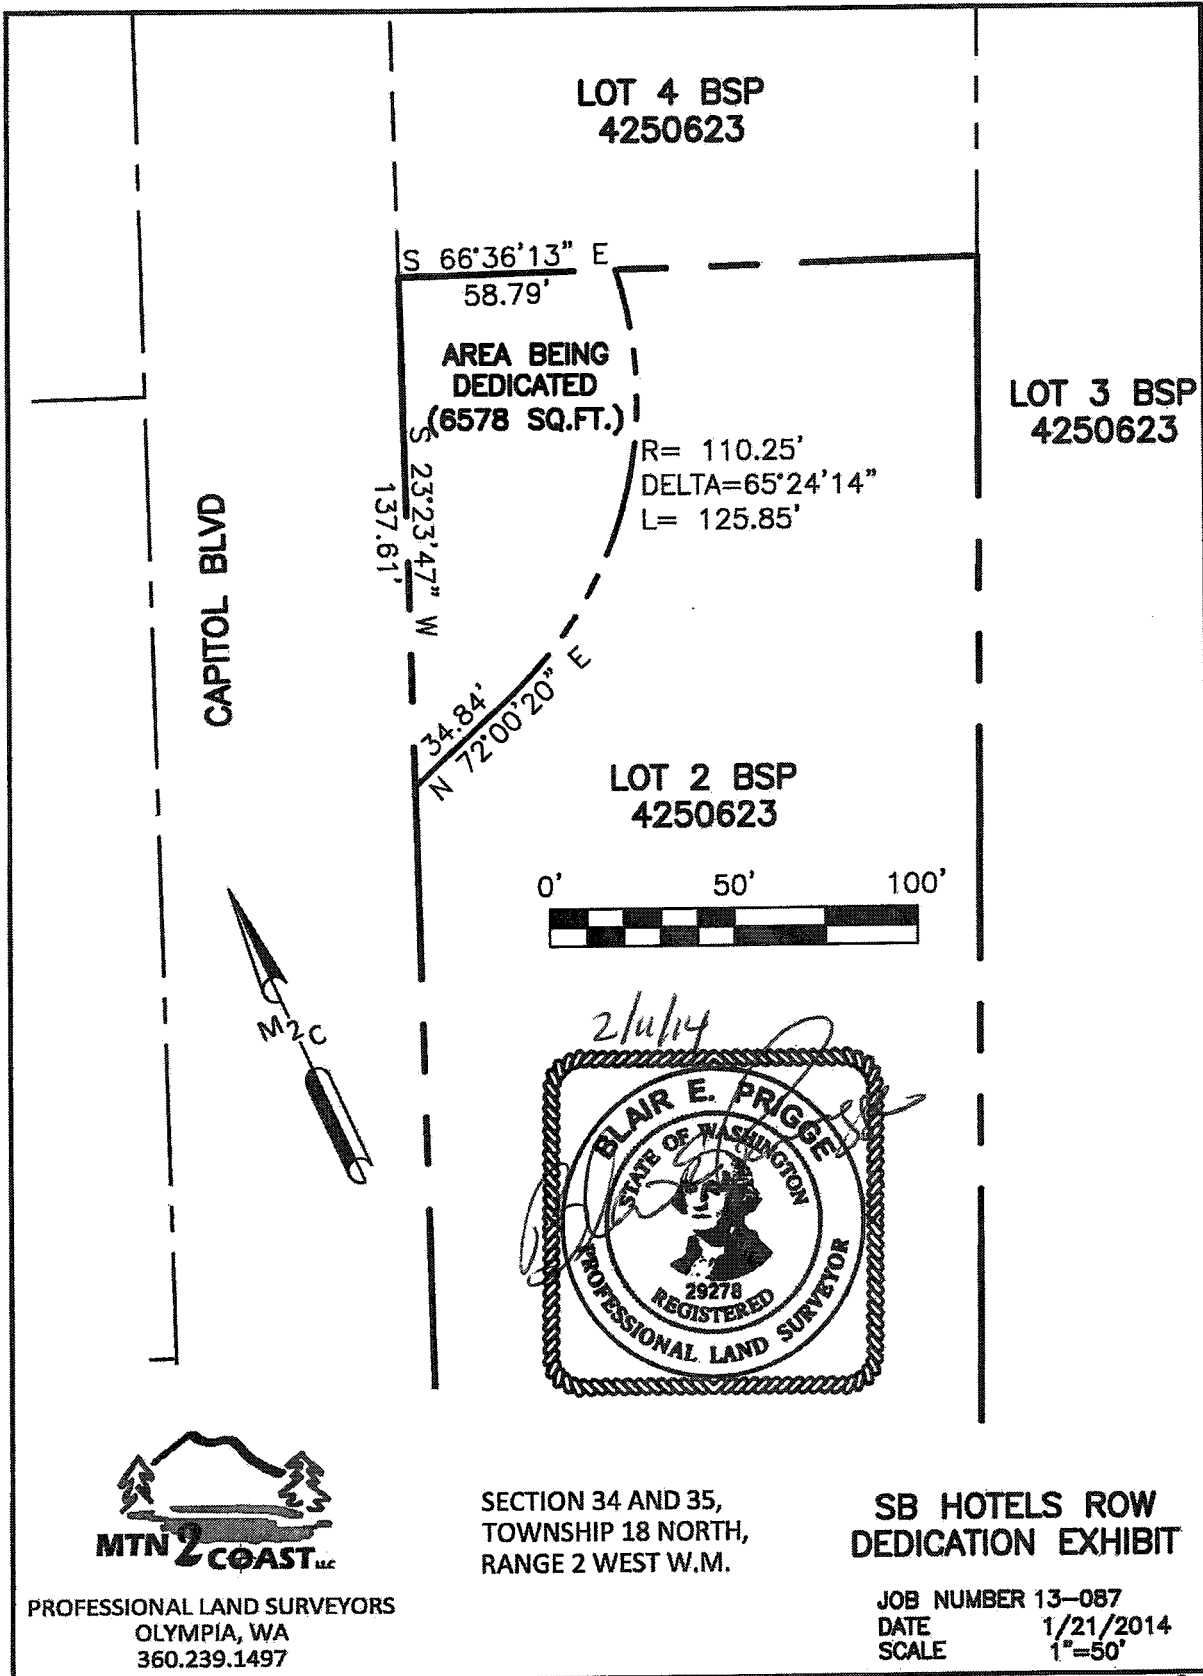 LOT 4 BSP
4250623
S 66°36'13" E
58.79'
AREA BEING
DEDICATED
(6578 SQ.FT.)
LOT 3 BSP
4250623
R= 110.25'
DELTA=65°24'14"
L= 125.85'
S 23°23'47" W
137.61'
CAPITOL BLVD
34.84'
N 72°00'20" E
LOT 2 BSP
4250623
0' 50' 100'
M2C
2/11/14
BLAIR E. PRIGGE
STATE OF WASHINGTON
29278
REGISTERED
PROFESSIONAL LAND SURVEYOR
MTN 2 COAST LLC
PROFESSIONAL LAND SURVEYORS
OLYMPIA, WA
360.239.1497
SECTION 34 AND 35,
TOWNSHIP 18 NORTH,
RANGE 2 WEST W.M.
SB HOTELS ROW
DEDICATION EXHIBIT
JOB NUMBER 13-087
DATE 1/21/2014
SCALE 1"=50'